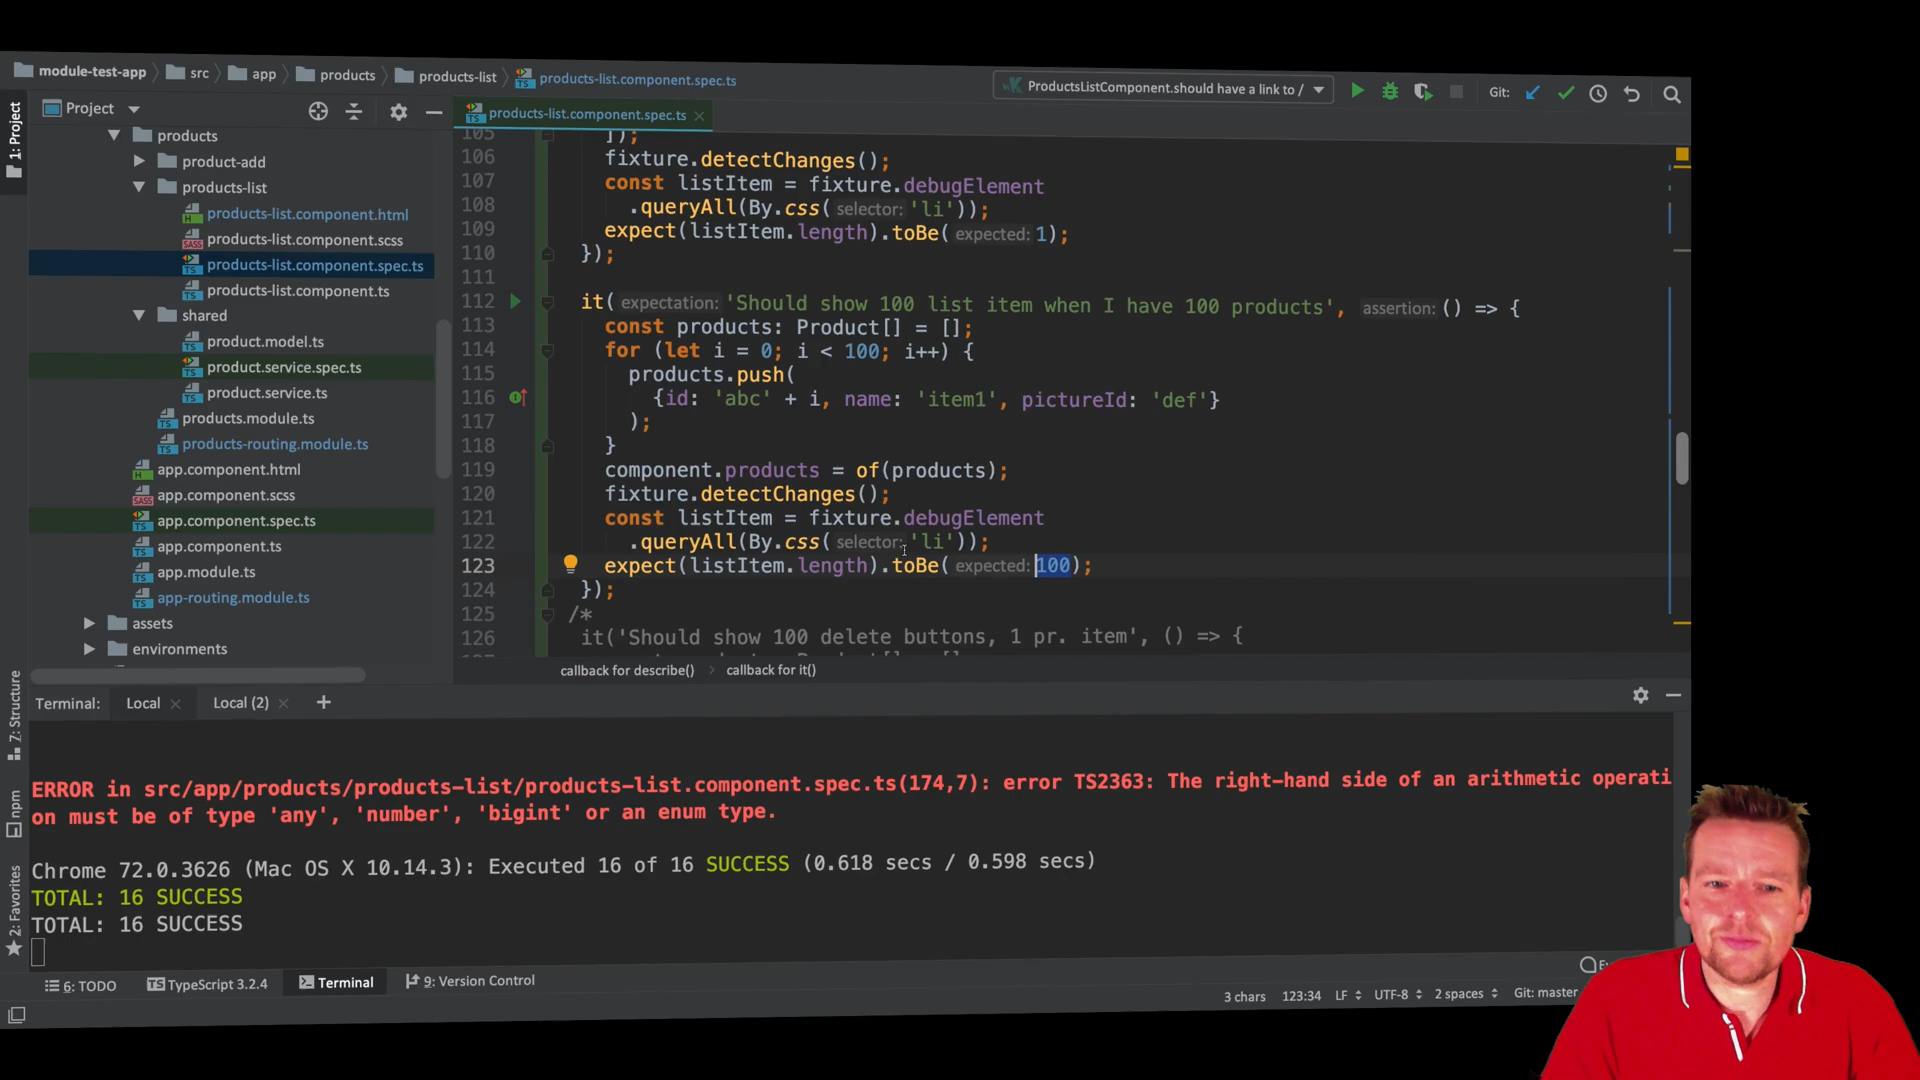 module-test-app
src
app
products
products-list
products-list.component.spec.ts
ProductsListComponent.should have a link to /
Git:
1: Project
Project
products-list.component.spec.ts
products
product-add
products-list
products-list.component.html
products-list.component.scss
products-list.component.spec.ts
products-list.component.ts
shared
product.model.ts
product.service.spec.ts
product.service.ts
products.module.ts
products-routing.module.ts
app.component.html
app.component.scss
app.component.spec.ts
app.component.ts
app.module.ts
app-routing.module.ts
assets
environments
105 ]);
106 fixture.detectChanges();
107 const listItem = fixture.debugElement
108 .queryAll(By.css( selector: 'li'));
109 expect(listItem.length).toBe( expected: 1);
110 });
111
112 it( expectation: 'Should show 100 list item when I have 100 products', assertion: () => {
113 const products: Product[] = [];
114 for (let i = 0; i < 100; i++) {
115 products.push(
116 {id: 'abc' + i, name: 'item1', pictureId: 'def'}
117 );
118 }
119 component.products = of(products);
120 fixture.detectChanges();
121 const listItem = fixture.debugElement
122 .queryAll(By.css( selector: 'li'));
123 expect(listItem.length).toBe( expected: 100);
124 });
125 /*
126 it('Should show 100 delete buttons, 1 pr. item', () => {
callback for describe()
callback for it()
Terminal:
Local
Local (2)
ERROR in src/app/products/products-list/products-list.component.spec.ts(174,7): error TS2363: The right-hand side of an arithmetic operati
on must be of type 'any', 'number', 'bigint' or an enum type.
Chrome 72.0.3626 (Mac OS X 10.14.3): Executed 16 of 16 SUCCESS (0.618 secs / 0.598 secs)
TOTAL: 16 SUCCESS
TOTAL: 16 SUCCESS
Z: Structure
npm
2: Favorites
6: TODO
TypeScript 3.2.4
Terminal
9: Version Control
3 chars
123:34
LF
UTF-8
2 spaces
Git: master